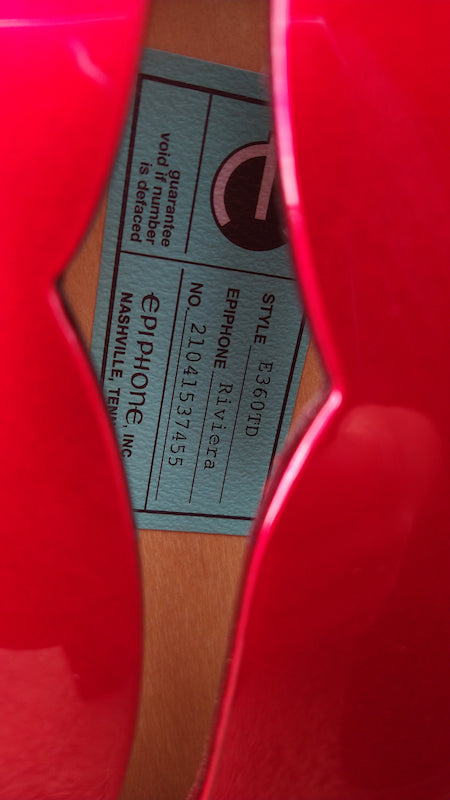 guarantee
void if number
is defaced
STYLE E360TD
EPIPHONE Riviera
NO. 21041537455
EPIPHONE, INC.
NASHVILLE, TENN